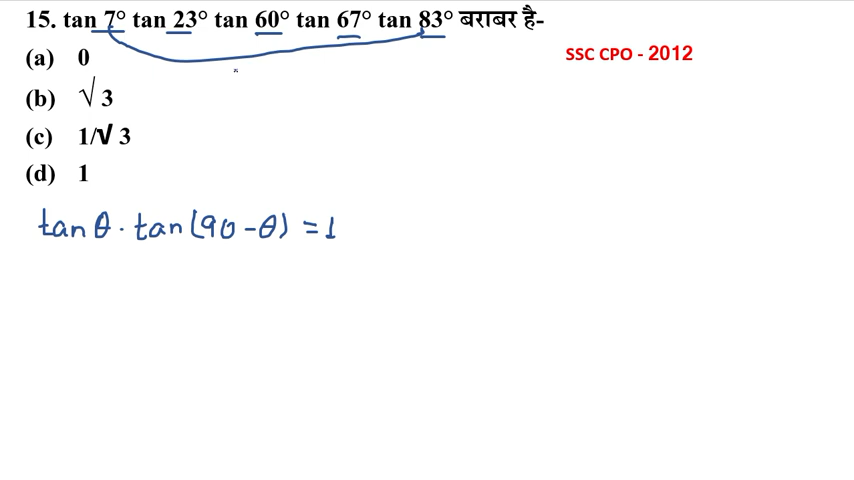 15. tan 7° tan 23° tan 60° tan 67° tan 83° बराबर है-
SSC CPO - 2012
(a) 0
(b) √3
(c) 1/√3
(d) 1
tan θ · tan(90 - θ) = 1